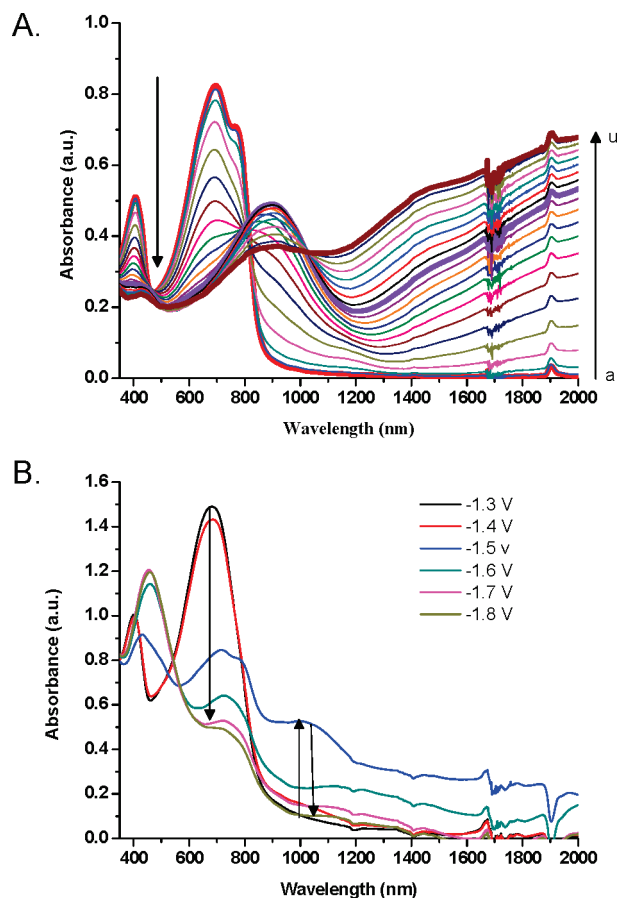 A.
1.0
0.8
0.6
0.4
0.2
0.0
Absorbance (a.u.)
400 600 800 1000 1200 1400 1600 1800 2000
Wavelength (nm)
u
a
B.
1.6
1.4
1.2
1.0
0.8
0.6
0.4
0.2
0.0
Absorbance (a.u.)
400 600 800 1000 1200 1400 1600 1800 2000
Wavelength (nm)
-1.3 V
-1.4 V
-1.5 v
-1.6 V
-1.7 V
-1.8 V